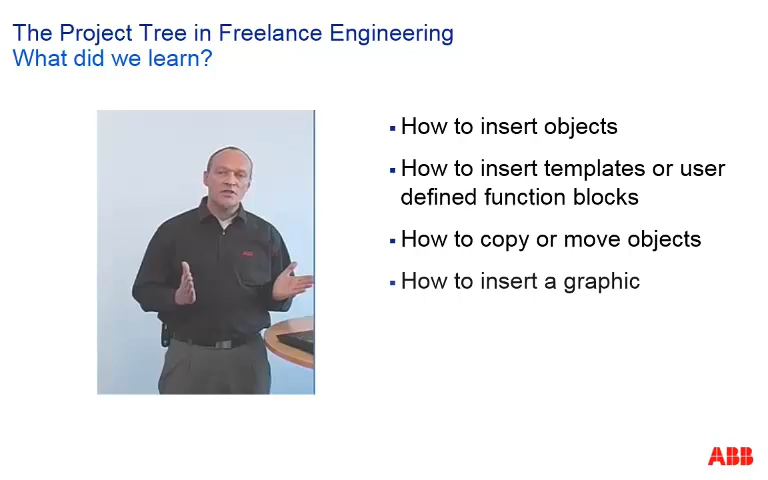 The Project Tree in Freelance Engineering
What did we learn?
▪ How to insert objects
▪ How to insert templates or user
defined function blocks
▪ How to copy or move objects
▪ How to insert a graphic
ABB
ABB